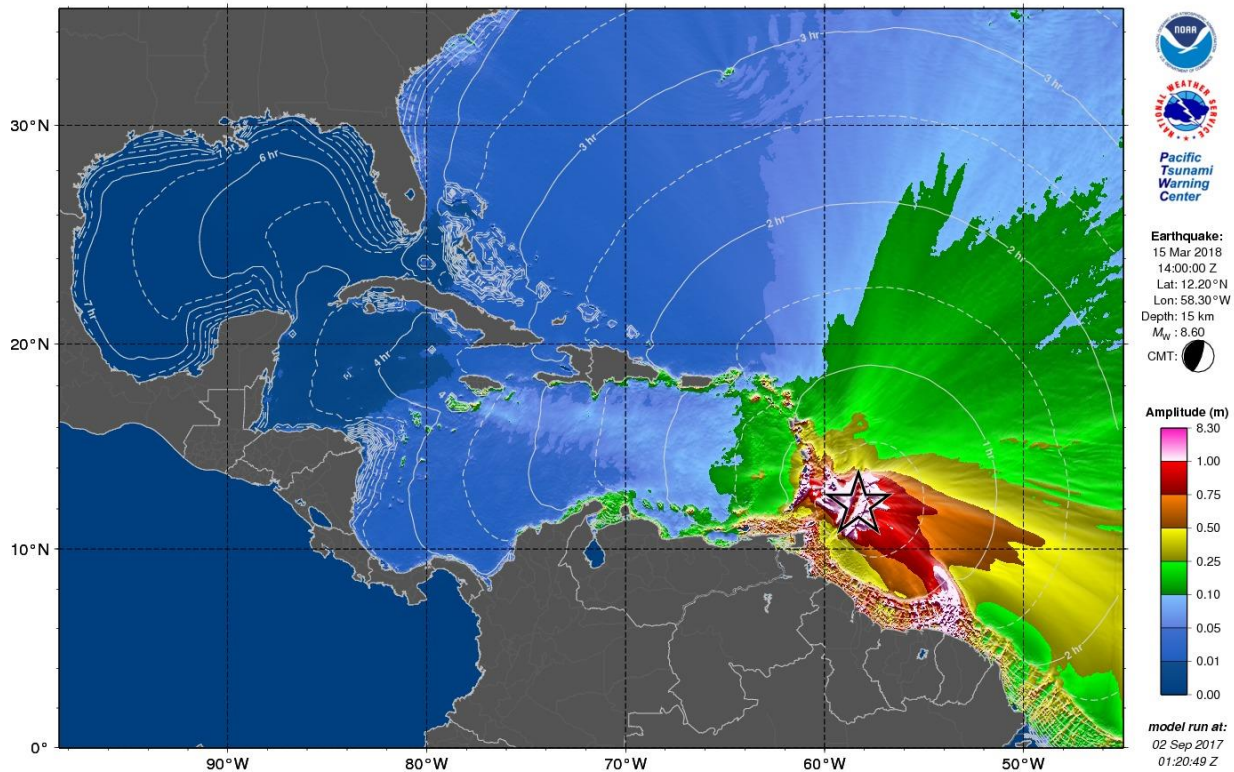 NOAA
NATIONAL WEATHER SERVICE
Pacific
Tsunami
Warning
Center
Earthquake:
15 Mar 2018
14:00:00 Z
Lat: 12.20°N
Lon: 58.30°W
Depth: 15 km
MW : 8.60
CMT:
Amplitude (m)
8.30
1.00
0.75
0.50
0.25
0.10
0.05
0.01
0.00
model run at:
02 Sep 2017
01:20:49 Z
30°N
20°N
10°N
0°
90°W
80°W
70°W
60°W
50°W
3 hr
3 hr
3 hr
2 hr
2 hr
6 hr
4 hr
1 hr
2 hr